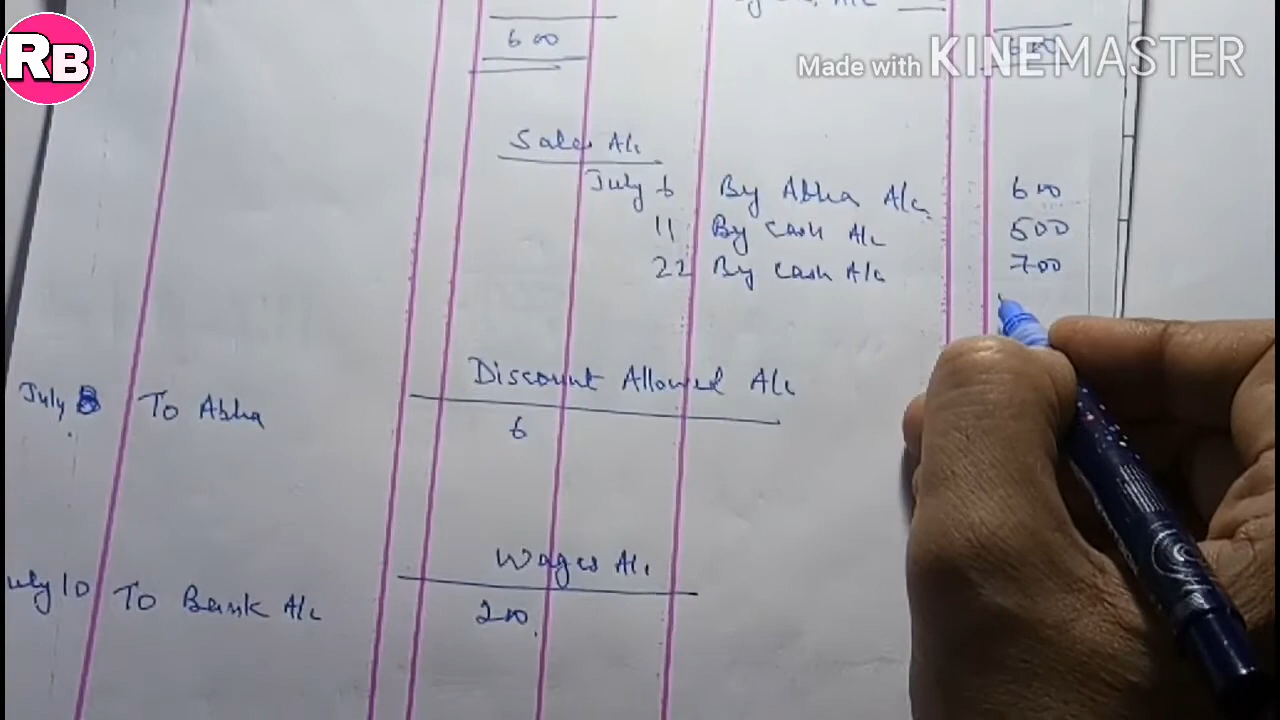 RB
A/c
600
600
Made with KINEMASTER
Sales A/c
July 6 By Abha A/c 600
11 By Cash A/c 500
22 By Cash A/c 700
Discount Allowed A/c
July 8 To Abha 6
Wages A/c
July 10 To Bank A/c 200